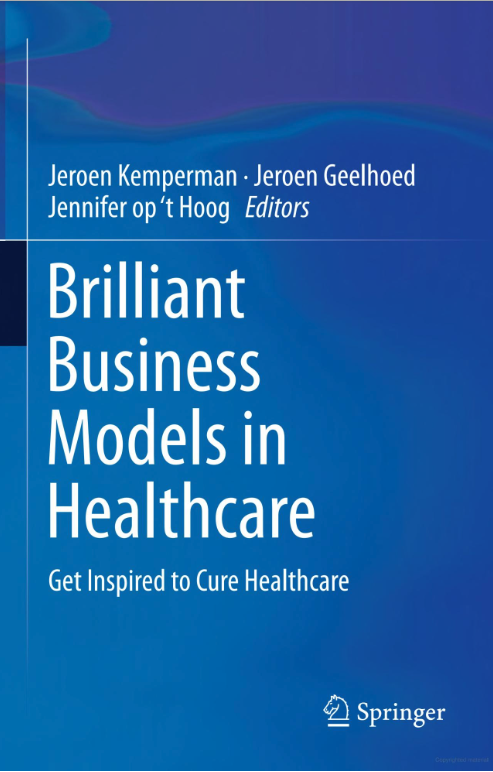 Jeroen Kemperman · Jeroen Geelhoed
Jennifer op ‘t Hoog Editors
Brilliant
Business
Models in
Healthcare
Get Inspired to Cure Healthcare
Springer